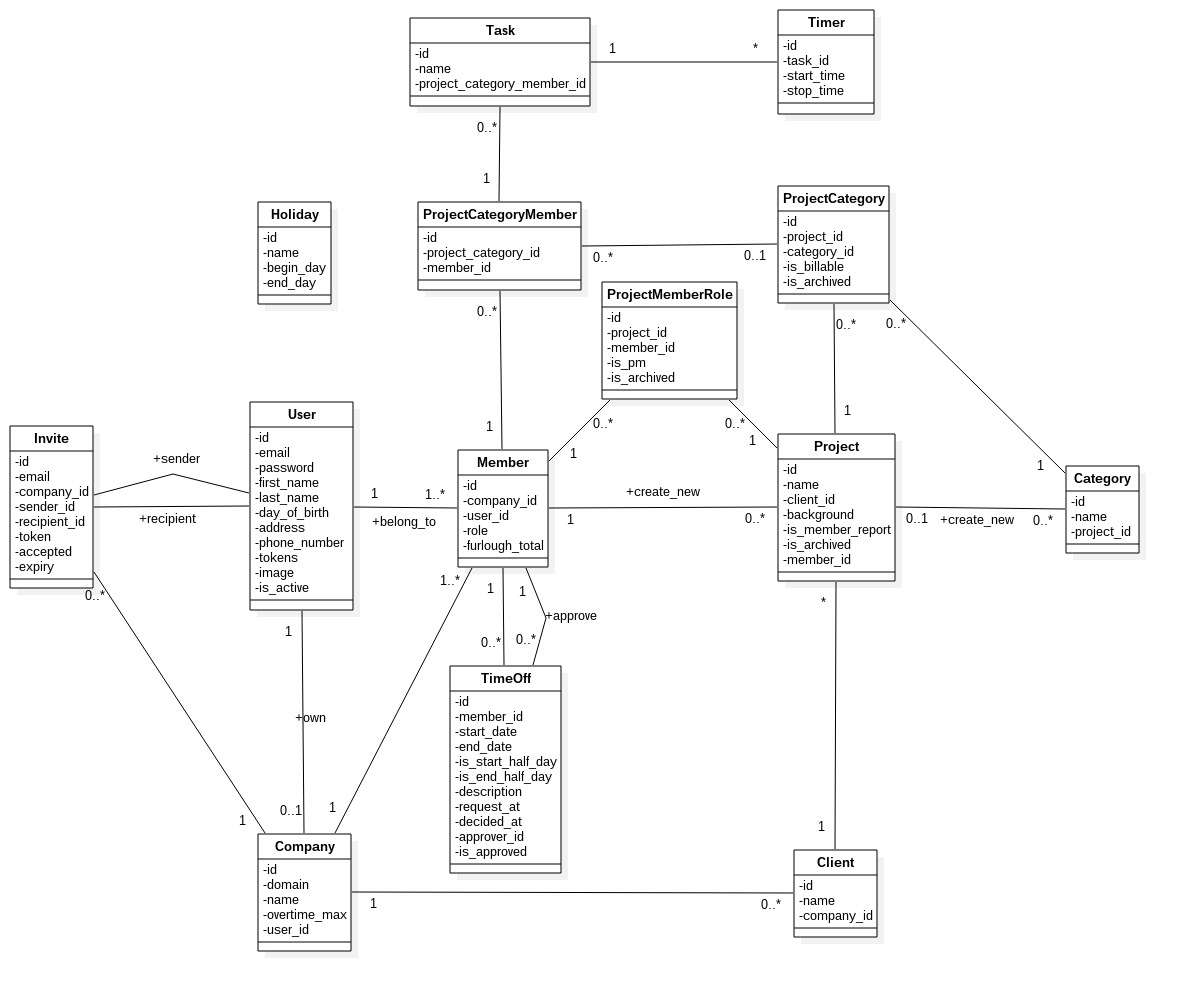 Task
-id
-name
-project_category_member_id
1
*
Timer
-id
-task_id
-start_time
-stop_time
0..*
1
Holiday
-id
-name
-begin_day
-end_day
ProjectCategoryMember
-id
-project_category_id
-member_id
0..*
0..1
ProjectCategory
-id
-project_id
-category_id
-is_billable
-is_archived
ProjectMemberRole
-id
-project_id
-member_id
-is_pm
-is_archived
0..*
1
0..*
1
0..*
1
0..*
1
0..*
1
Invite
-id
-email
-company_id
-sender_id
-recipient_id
-token
-accepted
-expiry
+sender
+recipient
User
-id
-email
-password
-first_name
-last_name
-day_of_birth
-address
-phone_number
-tokens
-image
-is_active
1
1..*
+belong_to
Member
-id
-company_id
-user_id
-role
-furlough_total
+create_new
1
0..*
Project
-id
-name
-client_id
-background
-is_member_report
-is_archived
-member_id
0..1
+create_new
0..*
Category
-id
-name
-project_id
0..*
1
1
+own
0..1
1..*
1
1
0..*
1
+approve
0..*
TimeOff
-id
-member_id
-start_date
-end_date
-is_start_half_day
-is_end_half_day
-description
-request_at
-decided_at
-approver_id
-is_approved
*
1
Company
-id
-domain
-name
-overtime_max
-user_id
1
0..*
Client
-id
-name
-company_id